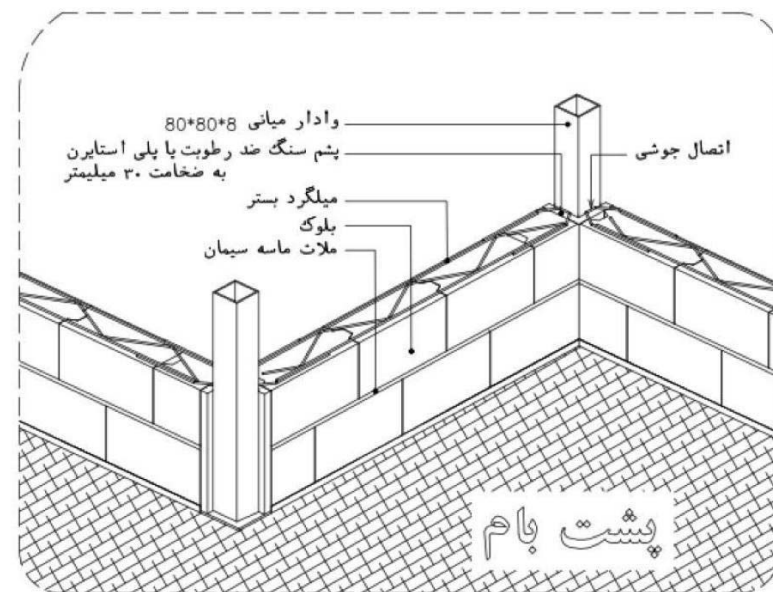 وادار میانی 8*80*80
پشم سنگ ضد رطوبت یا پلی استایرن
به ضخامت ۳۰ میلیمتر
اتصال جوشی
میلگرد بستر
بلوک
ملات ماسه سیمان
پشت بام